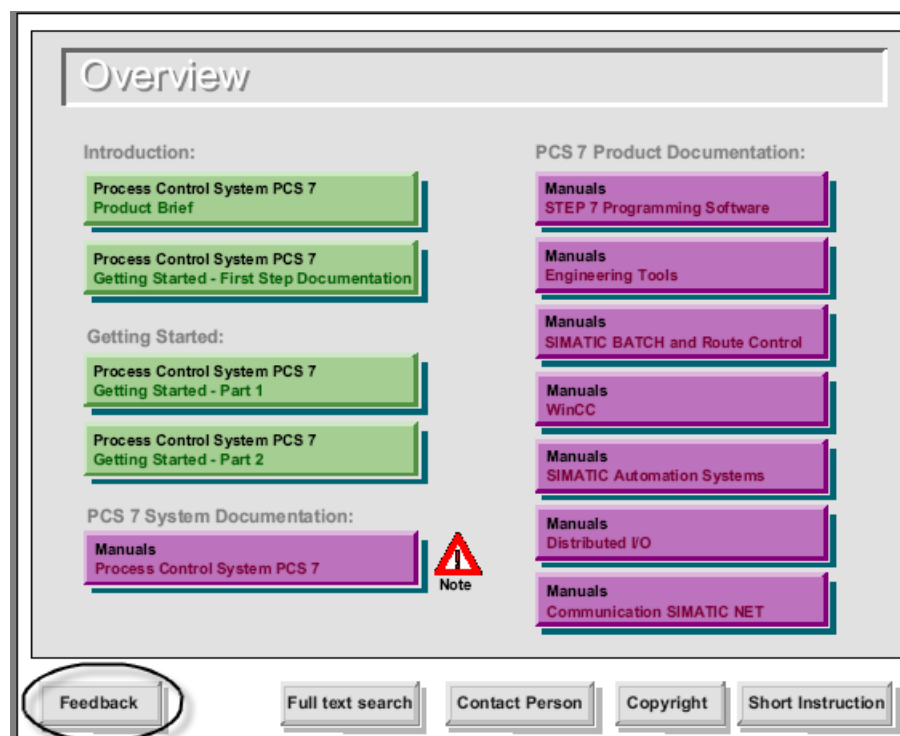 Overview
Introduction:
Process Control System PCS 7
Product Brief
Process Control System PCS 7
Getting Started - First Step Documentation
Getting Started:
Process Control System PCS 7
Getting Started - Part 1
Process Control System PCS 7
Getting Started - Part 2
PCS 7 System Documentation:
Manuals
Process Control System PCS 7
Note
PCS 7 Product Documentation:
Manuals
STEP 7 Programming Software
Manuals
Engineering Tools
Manuals
SIMATIC BATCH and Route Control
Manuals
WinCC
Manuals
SIMATIC Automation Systems
Manuals
Distributed I/O
Manuals
Communication SIMATIC NET
Feedback
Full text search
Contact Person
Copyright
Short Instruction